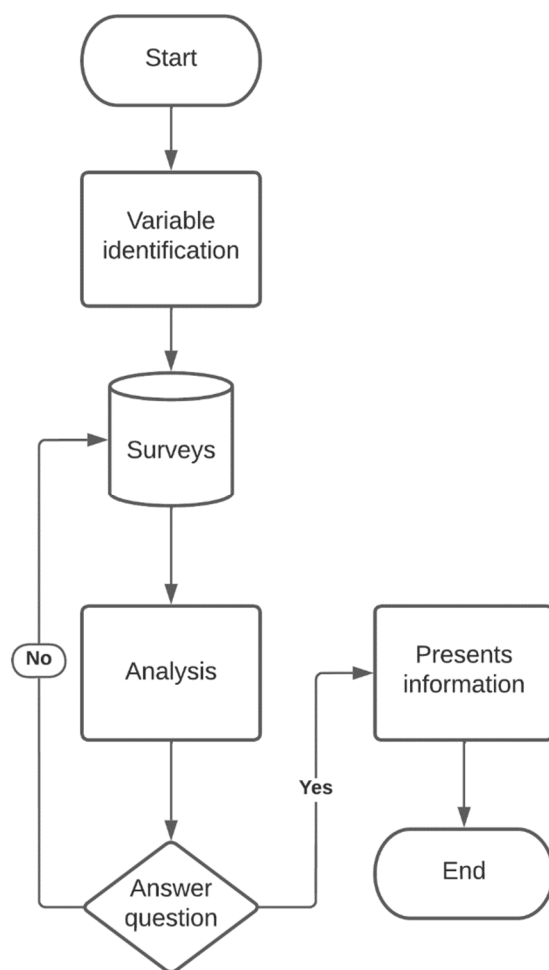 Start
Variable
identification
Surveys
Analysis
No
Presents
information
Yes
Answer
question
End